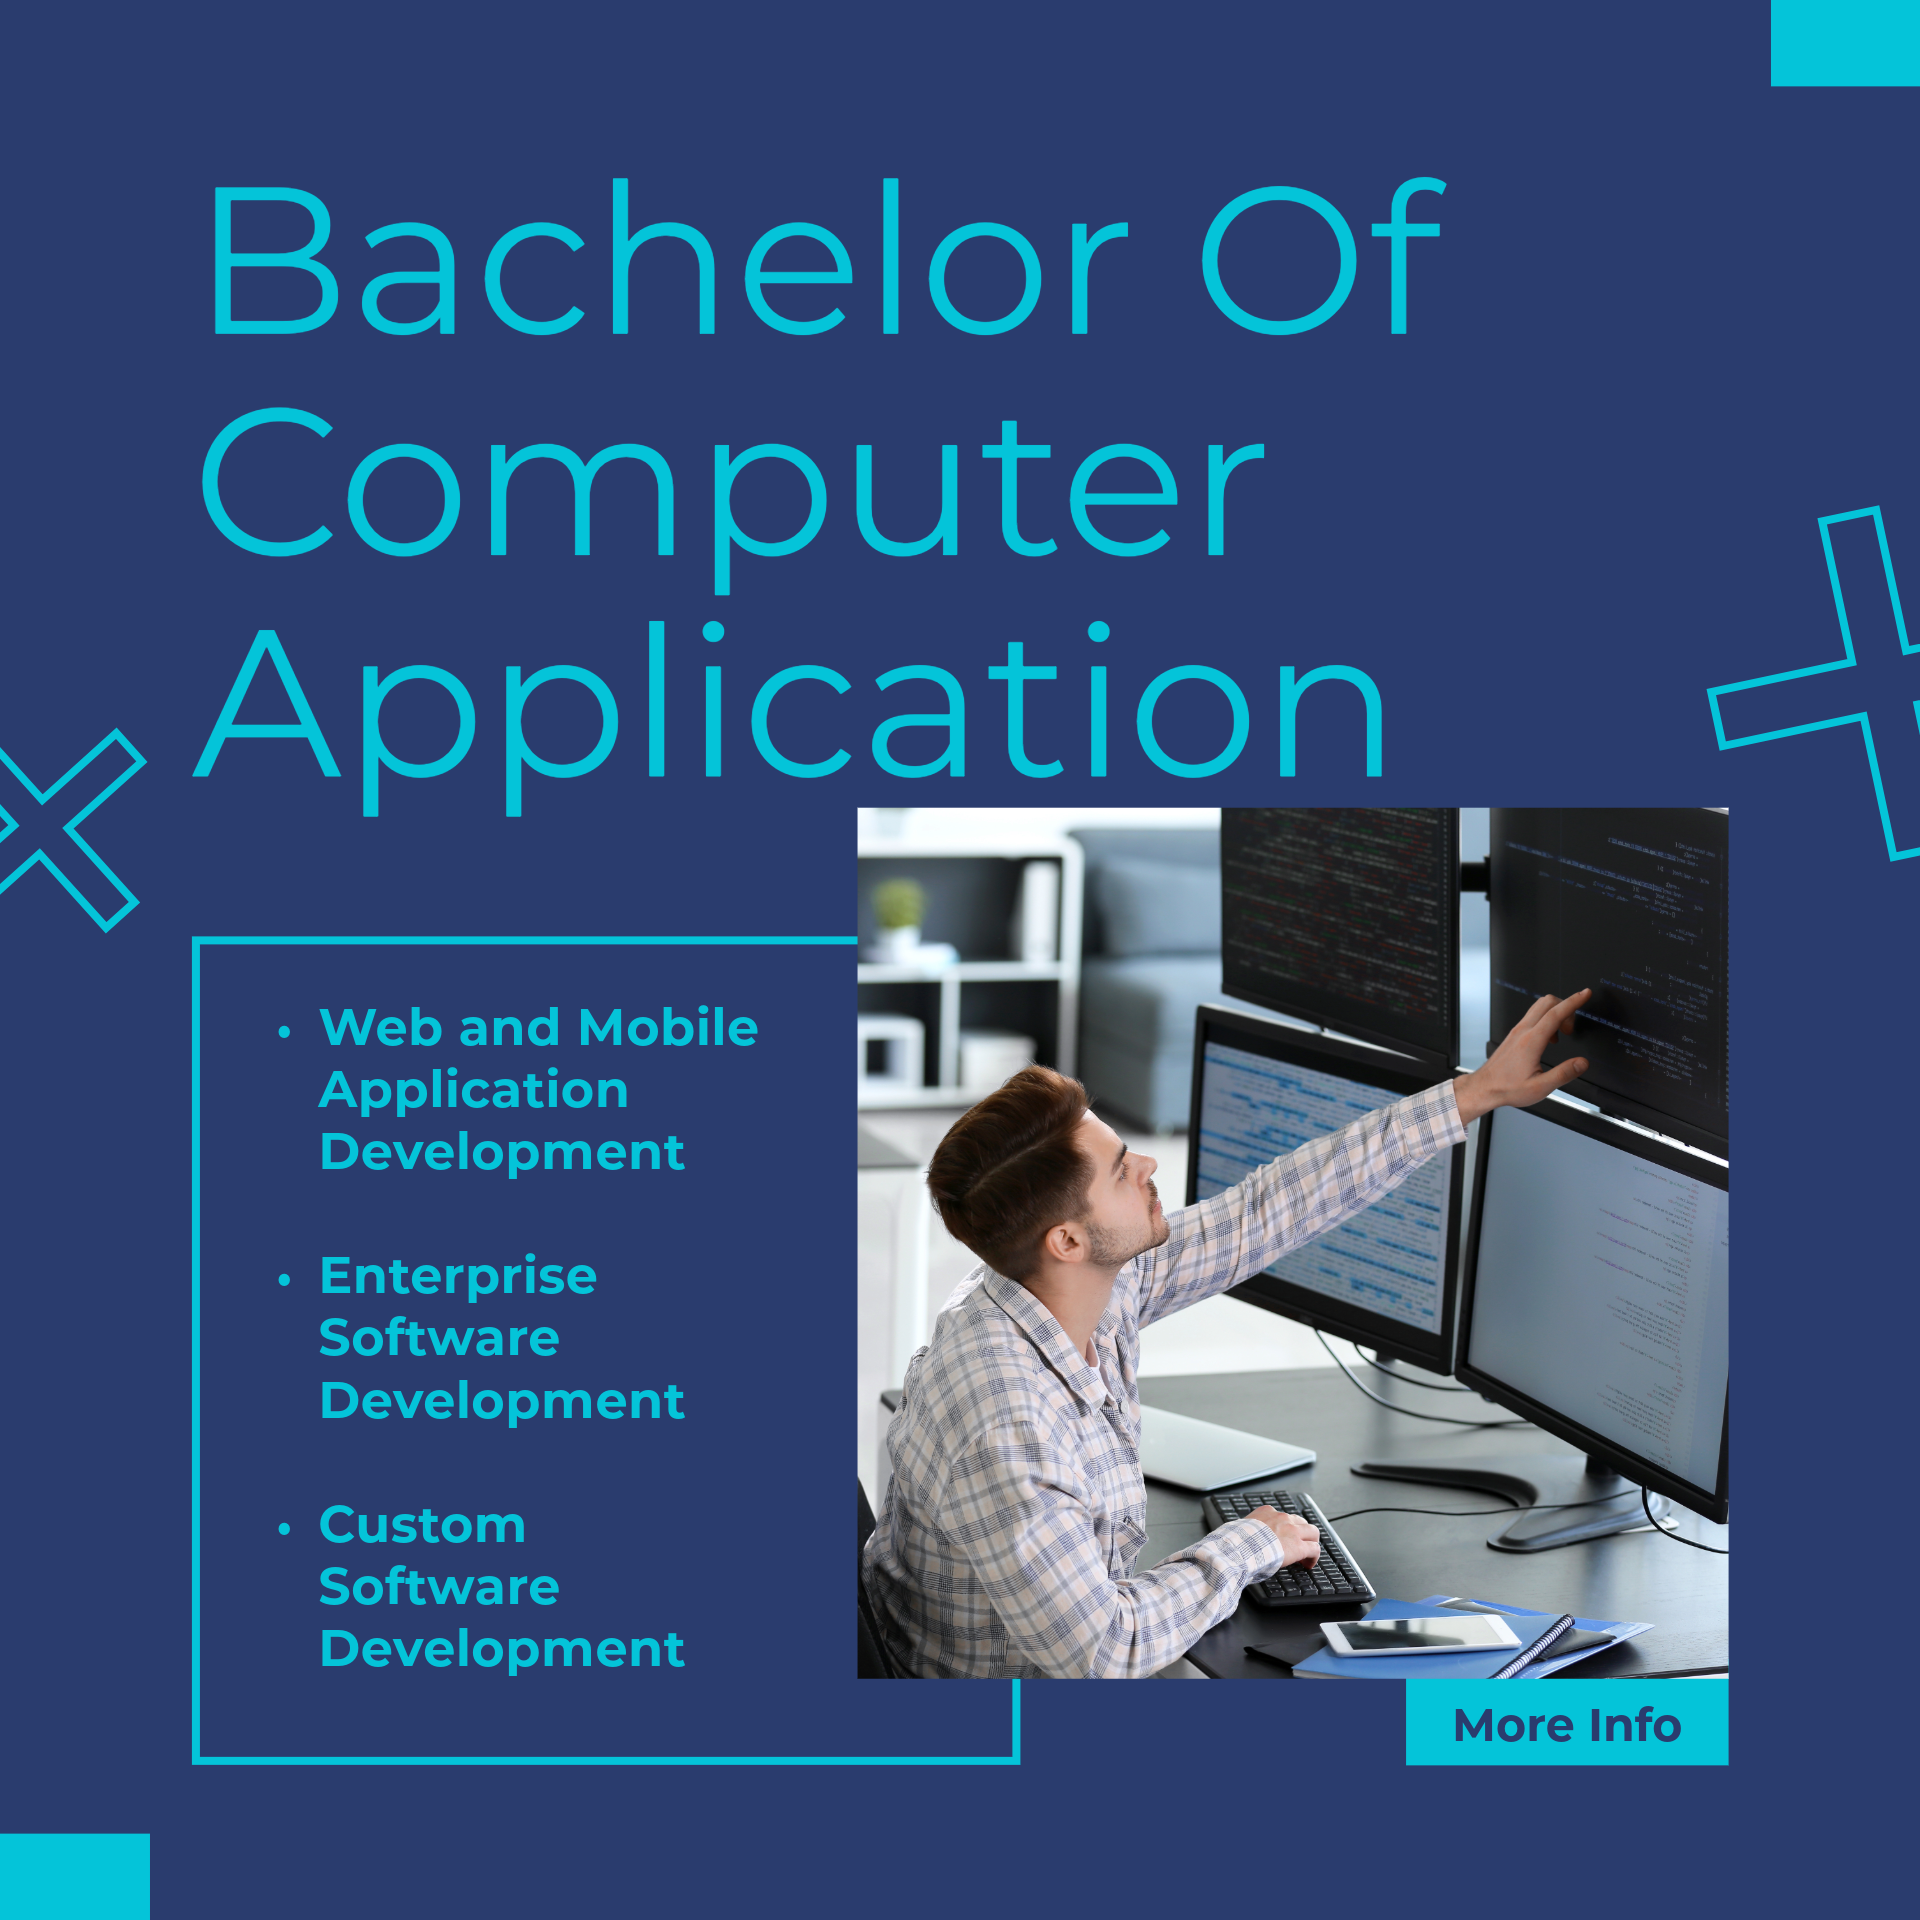 Bachelor Of
Computer
Application
• Web and Mobile
Application
Development
• Enterprise
Software
Development
• Custom
Software
Development
More Info